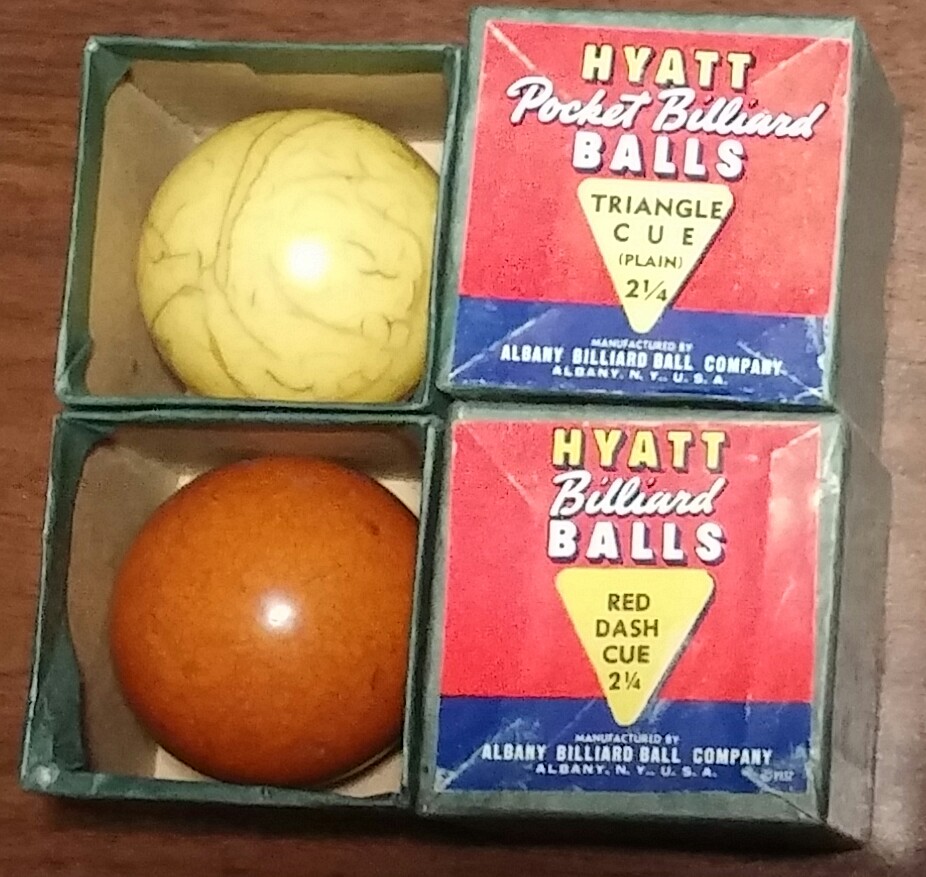 HYATT
Pocket Billiard
BALLS
TRIANGLE
CUE
(PLAIN)
2¼
MANUFACTURED BY
ALBANY BILLIARD BALL COMPANY
ALBANY, N. Y., U. S. A.
HYATT
Billiard
BALLS
RED
DASH
CUE
2¼
MANUFACTURED BY
ALBANY BILLIARD BALL COMPANY
ALBANY, N. Y., U. S. A.